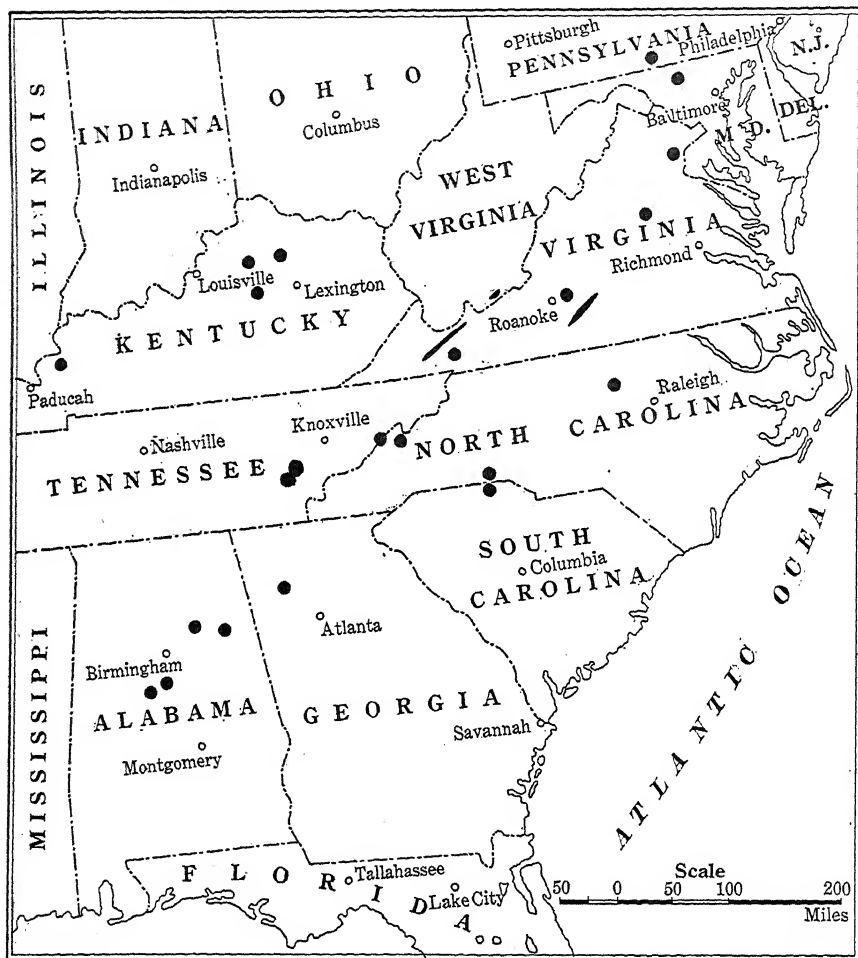 Pittsburgh
PENNSYLVANIA
Philadelphia
N.J.
OHIO
Columbus
Baltimore
M D.
DEL.
ILLINOIS
INDIANA
Indianapolis
WEST
VIRGINIA
VIRGINIA
Richmond
Louisville
Lexington
KENTUCKY
Roanoke
Paducah
Nashville
Knoxville
TENNESSEE
NORTH CAROLINA
Raleigh
SOUTH
Columbia
CAROLINA
ATLANTIC OCEAN
MISSISSIPPI
Birmingham
ALABAMA
Montgomery
Atlanta
GEORGIA
Savannah
FLORIDA
Tallahassee
Lake City
Scale
50 0 50 100 200
Miles